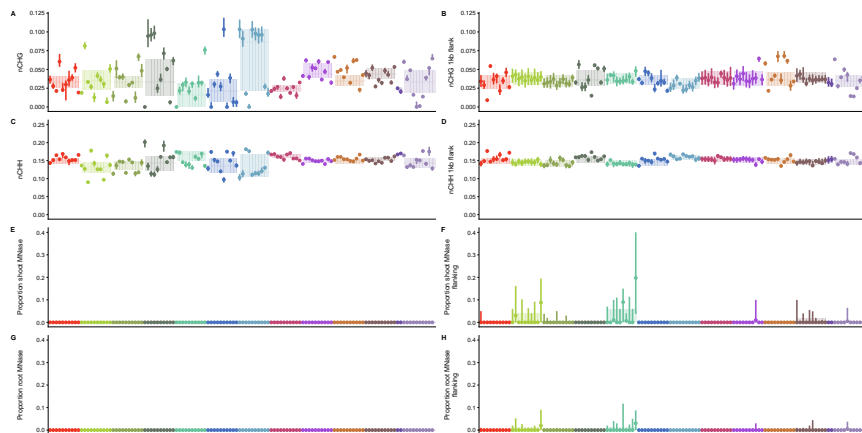 A
nCHG
0.125
0.100
0.075
0.050
0.025
0.000
B
nCHG 1kb flank
0.125
0.100
0.075
0.050
0.025
0.000
C
nCHH
0.25
0.20
0.15
0.10
0.05
0.00
D
nCHH 1kb flank
0.25
0.20
0.15
0.10
0.05
0.00
E
Proportion shoot MNase
0.4
0.3
0.2
0.1
0.0
F
Proportion shoot MNase
flanking
0.4
0.3
0.2
0.1
0.0
G
Proportion root MNase
0.4
0.3
0.2
0.1
0.0
H
Proportion root MNase
flanking
0.4
0.3
0.2
0.1
0.0